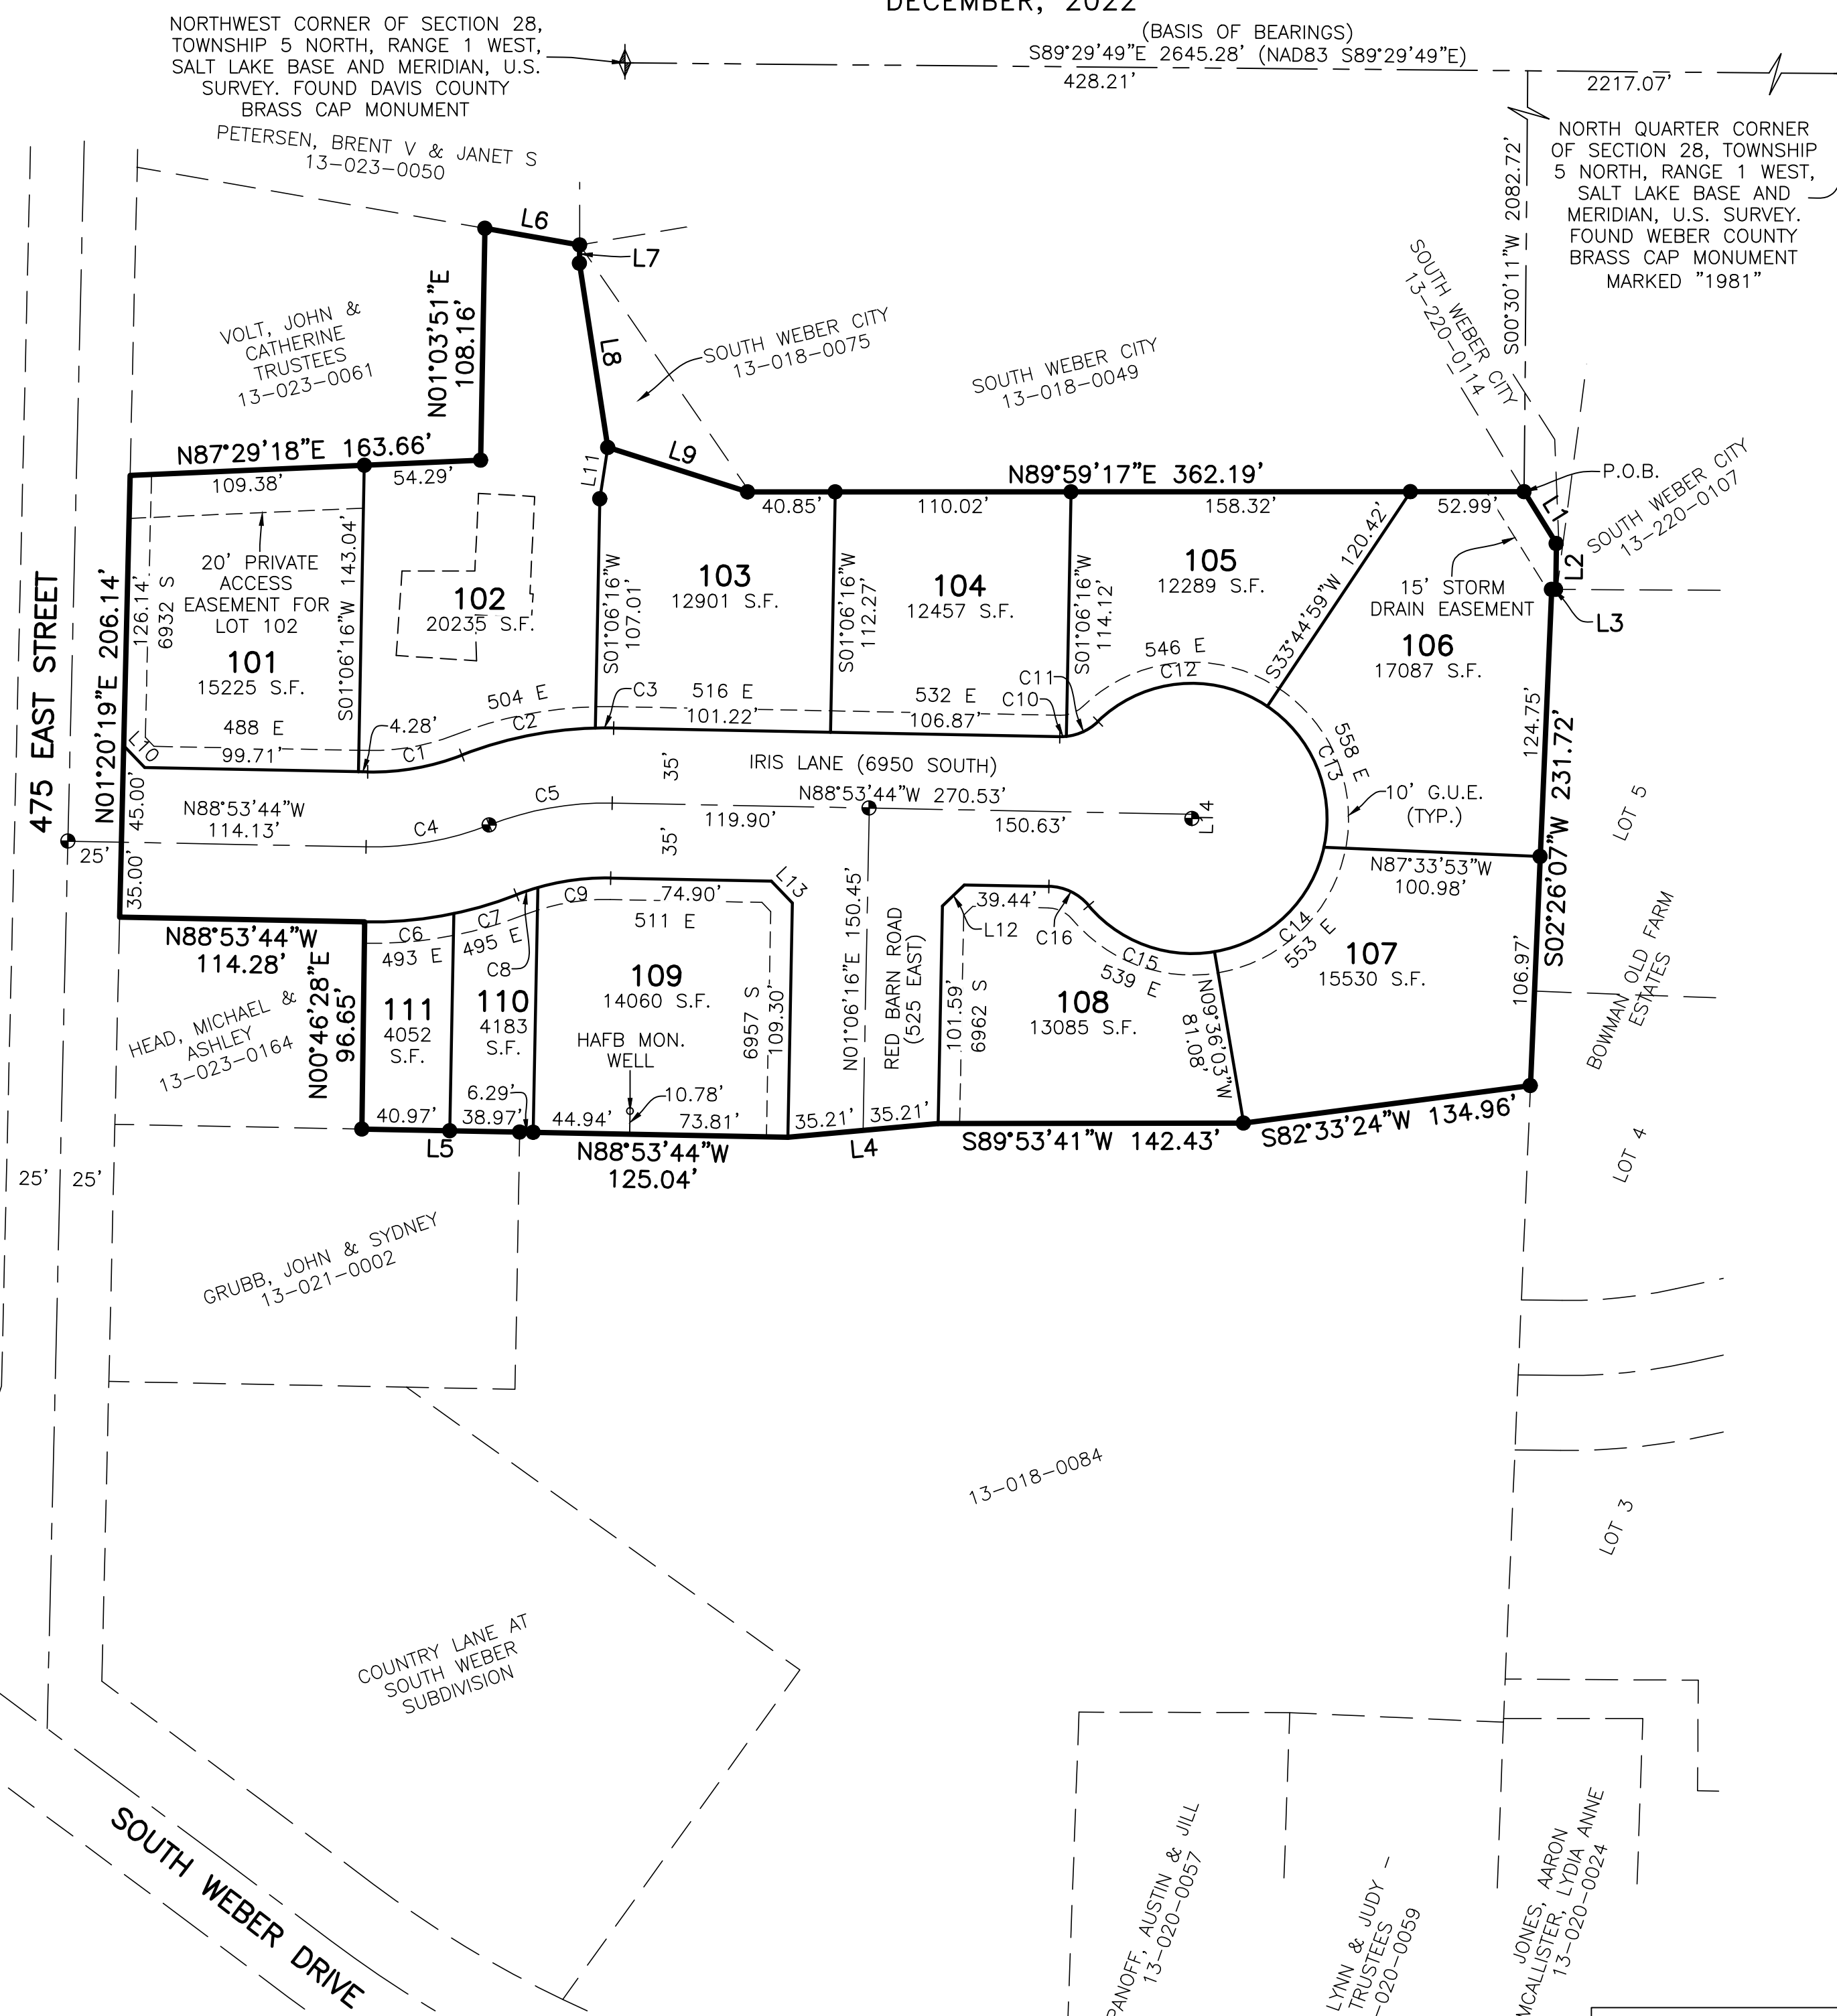 DECEMBER, 2022
NORTHWEST CORNER OF SECTION 28,
TOWNSHIP 5 NORTH, RANGE 1 WEST,
SALT LAKE BASE AND MERIDIAN, U.S.
SURVEY. FOUND DAVIS COUNTY
BRASS CAP MONUMENT
(BASIS OF BEARINGS)
S89°29'49"E 2645.28' (NAD83 S89°29'49"E)
428.21'
2217.07'
S00°30'11"W 2082.72'
NORTH QUARTER CORNER
OF SECTION 28, TOWNSHIP
5 NORTH, RANGE 1 WEST,
SALT LAKE BASE AND
MERIDIAN, U.S. SURVEY.
FOUND WEBER COUNTY
BRASS CAP MONUMENT
MARKED "1981"
PETERSEN, BRENT V & JANET S
13-023-0050
L6
L7
L8
L9
VOLT, JOHN &
CATHERINE
TRUSTEES
13-023-0061
N01°03'51"E
108.16'
SOUTH WEBER CITY
13-018-0075
SOUTH WEBER CITY
13-018-0049
SOUTH WEBER CITY
13-220-0114
SOUTH WEBER CITY
13-220-0107
P.O.B.
L1
L2
L3
N87°29'18"E 163.66'
109.38'
54.29'
L11
N89°59'17"E 362.19'
40.85'
110.02'
158.32'
52.99'
475 EAST STREET
N01°20'19"E 206.14'
126.14'
6932 S
20' PRIVATE
ACCESS
EASEMENT FOR
LOT 102
101
15225 S.F.
488 E
99.71'
L10
S01°06'16"W 143.04'
102
20235 S.F.
504 E
4.28'
C1
C2
C3
S01°06'16"W
107.01'
103
12901 S.F.
516 E
101.22'
S01°06'16"W
112.27'
104
12457 S.F.
532 E
106.87'
C10
C11
S01°06'16"W
114.12'
105
12289 S.F.
546 E
C12
S33°44'59"W 120.42'
15' STORM
DRAIN EASEMENT
106
17087 S.F.
124.75'
558 E
C13
10' G.U.E.
(TYP.)
S02°26'07"W 231.72'
LOT 5
45.00'
35.00'
25'
N88°53'44"W
114.13'
C4
C5
35'
35'
IRIS LANE (6950 SOUTH)
N88°53'44"W 270.53'
119.90'
150.63'
L14
N87°33'53"W
100.98'
N88°53'44"W
114.28'
N00°46'28"E
96.65'
HEAD, MICHAEL &
ASHLEY
13-023-0164
C6
493 E
111
4052
S.F.
40.97'
C7
495 E
C8
110
4183
S.F.
38.97'
6.29'
L5
C9
74.90'
511 E
L13
109
14060 S.F.
HAFB MON.
WELL
10.78'
44.94'
73.81'
6957 S
109.30'
N88°53'44"W
125.04'
N01°06'16"E 150.45'
RED BARN ROAD
(525 EAST)
35.21'
35.21'
L4
39.44'
L12
C16
101.59'
6962 S
108
13085 S.F.
C15
539 E
N09°36'03"W
81.08'
C14
553 E
107
15530 S.F.
106.97'
S89°53'41"W 142.43'
S82°33'24"W 134.96'
BOWMAN OLD FARM
ESTATES
LOT 4
25'
25'
GRUBB, JOHN & SYDNEY
13-021-0002
13-018-0084
LOT 3
COUNTRY LANE AT
SOUTH WEBER
SUBDIVISION
SOUTH WEBER DRIVE
PANOFF, AUSTIN & JILL
13-020-0057
LYNN & JUDY -
TRUSTEES
-020-0059
JONES, AARON
MCALLISTER, LYDIA ANNE
13-020-0024